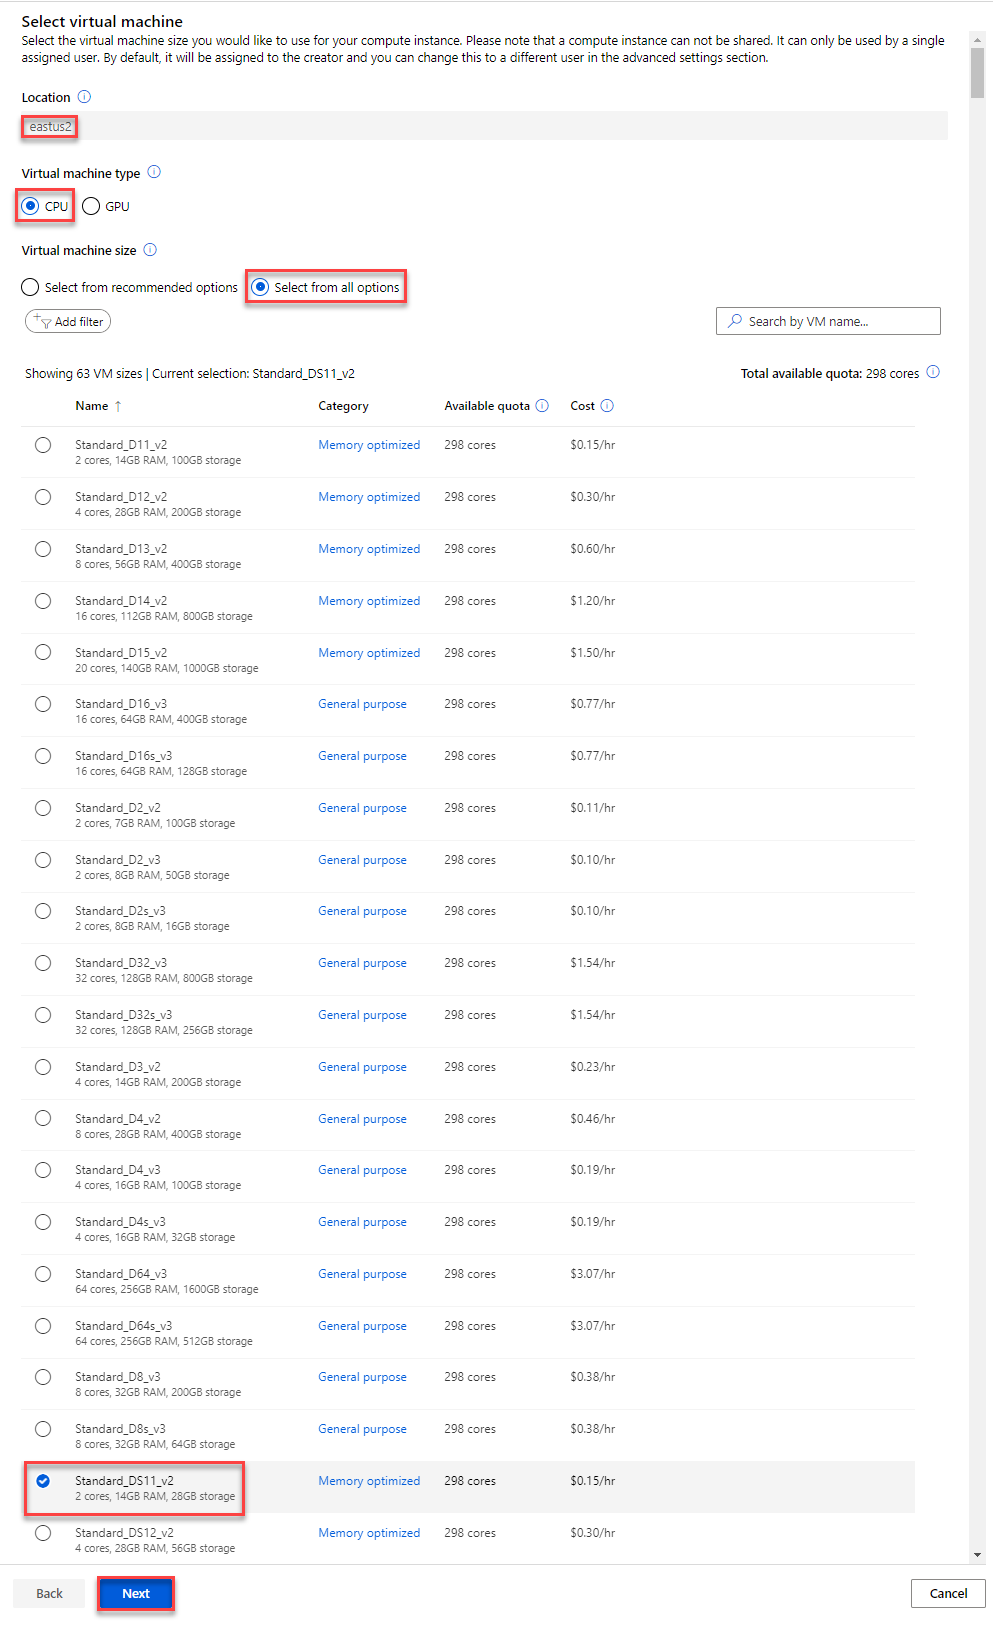 Select virtual machine
Select the virtual machine size you would like to use for your compute instance. Please note that a compute instance can not be shared. It can only be used by a single
assigned user. By default, it will be assigned to the creator and you can change this to a different user in the advanced settings section.
Location
eastus2
Virtual machine type
CPU GPU
Virtual machine size
Select from recommended options Select from all options
Add filter Search by VM name...
Showing 63 VM sizes | Current selection: Standard_DS11_v2 Total available quota: 298 cores
Name ↑ Category Available quota Cost
Standard_D11_v2 Memory optimized 298 cores $0.15/hr
2 cores, 14GB RAM, 100GB storage
Standard_D12_v2 Memory optimized 298 cores $0.30/hr
4 cores, 28GB RAM, 200GB storage
Standard_D13_v2 Memory optimized 298 cores $0.60/hr
8 cores, 56GB RAM, 400GB storage
Standard_D14_v2 Memory optimized 298 cores $1.20/hr
16 cores, 112GB RAM, 800GB storage
Standard_D15_v2 Memory optimized 298 cores $1.50/hr
20 cores, 140GB RAM, 1000GB storage
Standard_D16_v3 General purpose 298 cores $0.77/hr
16 cores, 64GB RAM, 400GB storage
Standard_D16s_v3 General purpose 298 cores $0.77/hr
16 cores, 64GB RAM, 128GB storage
Standard_D2_v2 General purpose 298 cores $0.11/hr
2 cores, 7GB RAM, 100GB storage
Standard_D2_v3 General purpose 298 cores $0.10/hr
2 cores, 8GB RAM, 50GB storage
Standard_D2s_v3 General purpose 298 cores $0.10/hr
2 cores, 8GB RAM, 16GB storage
Standard_D32_v3 General purpose 298 cores $1.54/hr
32 cores, 128GB RAM, 800GB storage
Standard_D32s_v3 General purpose 298 cores $1.54/hr
32 cores, 128GB RAM, 256GB storage
Standard_D3_v2 General purpose 298 cores $0.23/hr
4 cores, 14GB RAM, 200GB storage
Standard_D4_v2 General purpose 298 cores $0.46/hr
8 cores, 28GB RAM, 400GB storage
Standard_D4_v3 General purpose 298 cores $0.19/hr
4 cores, 16GB RAM, 100GB storage
Standard_D4s_v3 General purpose 298 cores $0.19/hr
4 cores, 16GB RAM, 32GB storage
Standard_D64_v3 General purpose 298 cores $3.07/hr
64 cores, 256GB RAM, 1600GB storage
Standard_D64s_v3 General purpose 298 cores $3.07/hr
64 cores, 256GB RAM, 512GB storage
Standard_D8_v3 General purpose 298 cores $0.38/hr
8 cores, 32GB RAM, 200GB storage
Standard_D8s_v3 General purpose 298 cores $0.38/hr
8 cores, 32GB RAM, 64GB storage
Standard_DS11_v2 Memory optimized 298 cores $0.15/hr
2 cores, 14GB RAM, 28GB storage
Standard_DS12_v2 Memory optimized 298 cores $0.30/hr
4 cores, 28GB RAM, 56GB storage
Back Next Cancel